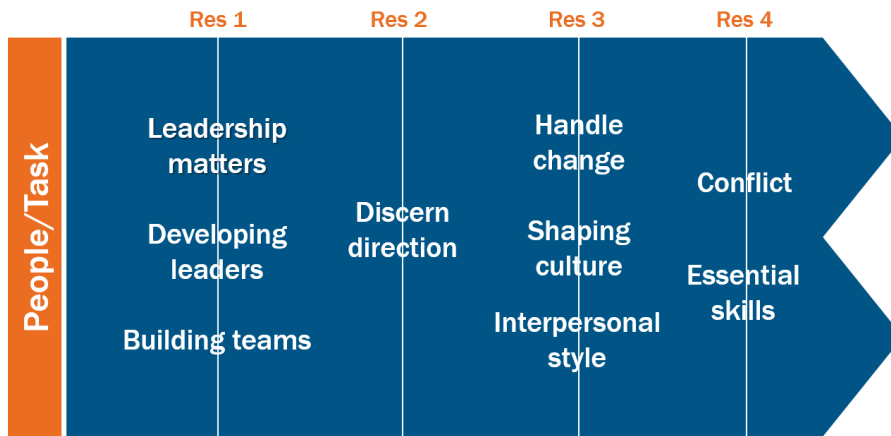 Res 1
Res 2
Res 3
Res 4
People/Task
Leadership
matters
Developing
leaders
Building teams
Discern
direction
Handle
change
Shaping
culture
Interpersonal
style
Conflict
Essential
skills